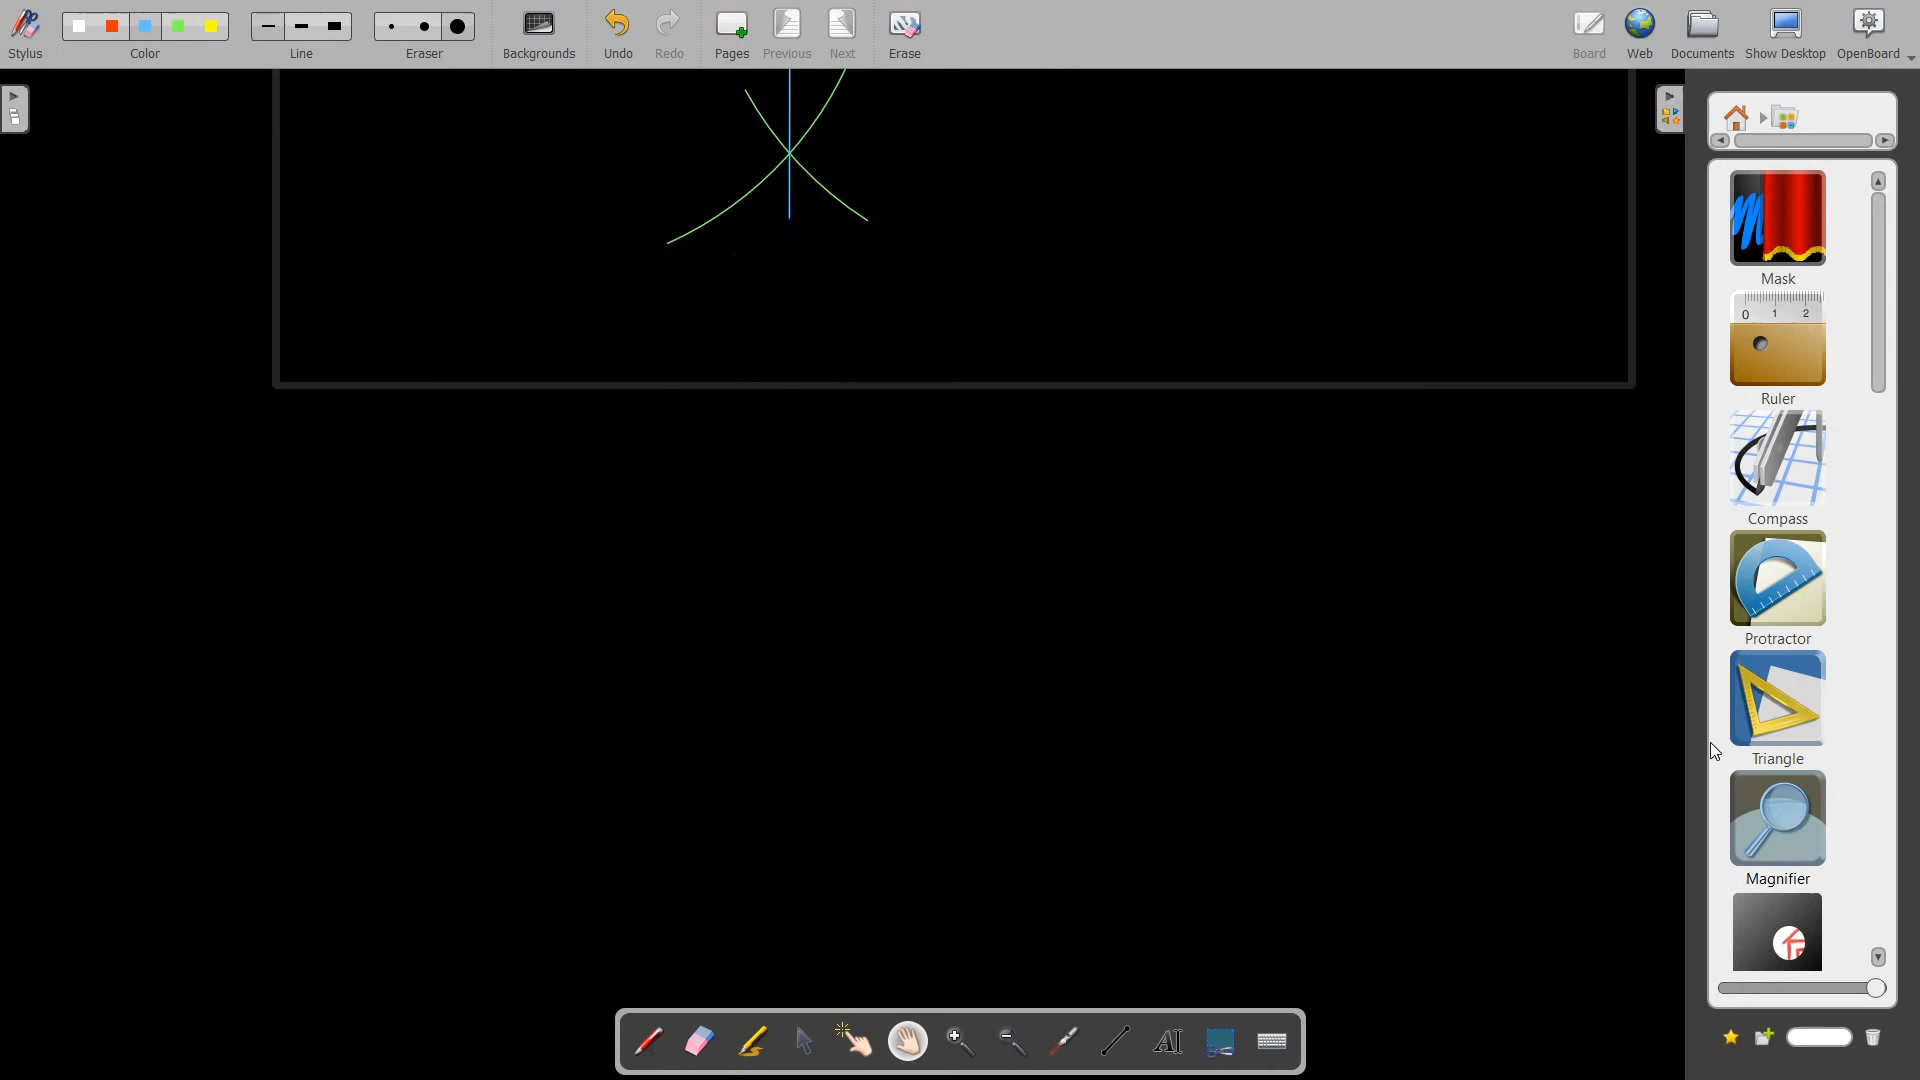 Stylus
Color
Line
Eraser
Backgrounds
Undo
Redo
Pages
Previous
Next
Erase
Board
Web
Documents
Show Desktop
OpenBoard
Mask
0 1 2
Ruler
Compass
Protractor
Triangle
Magnifier
AI